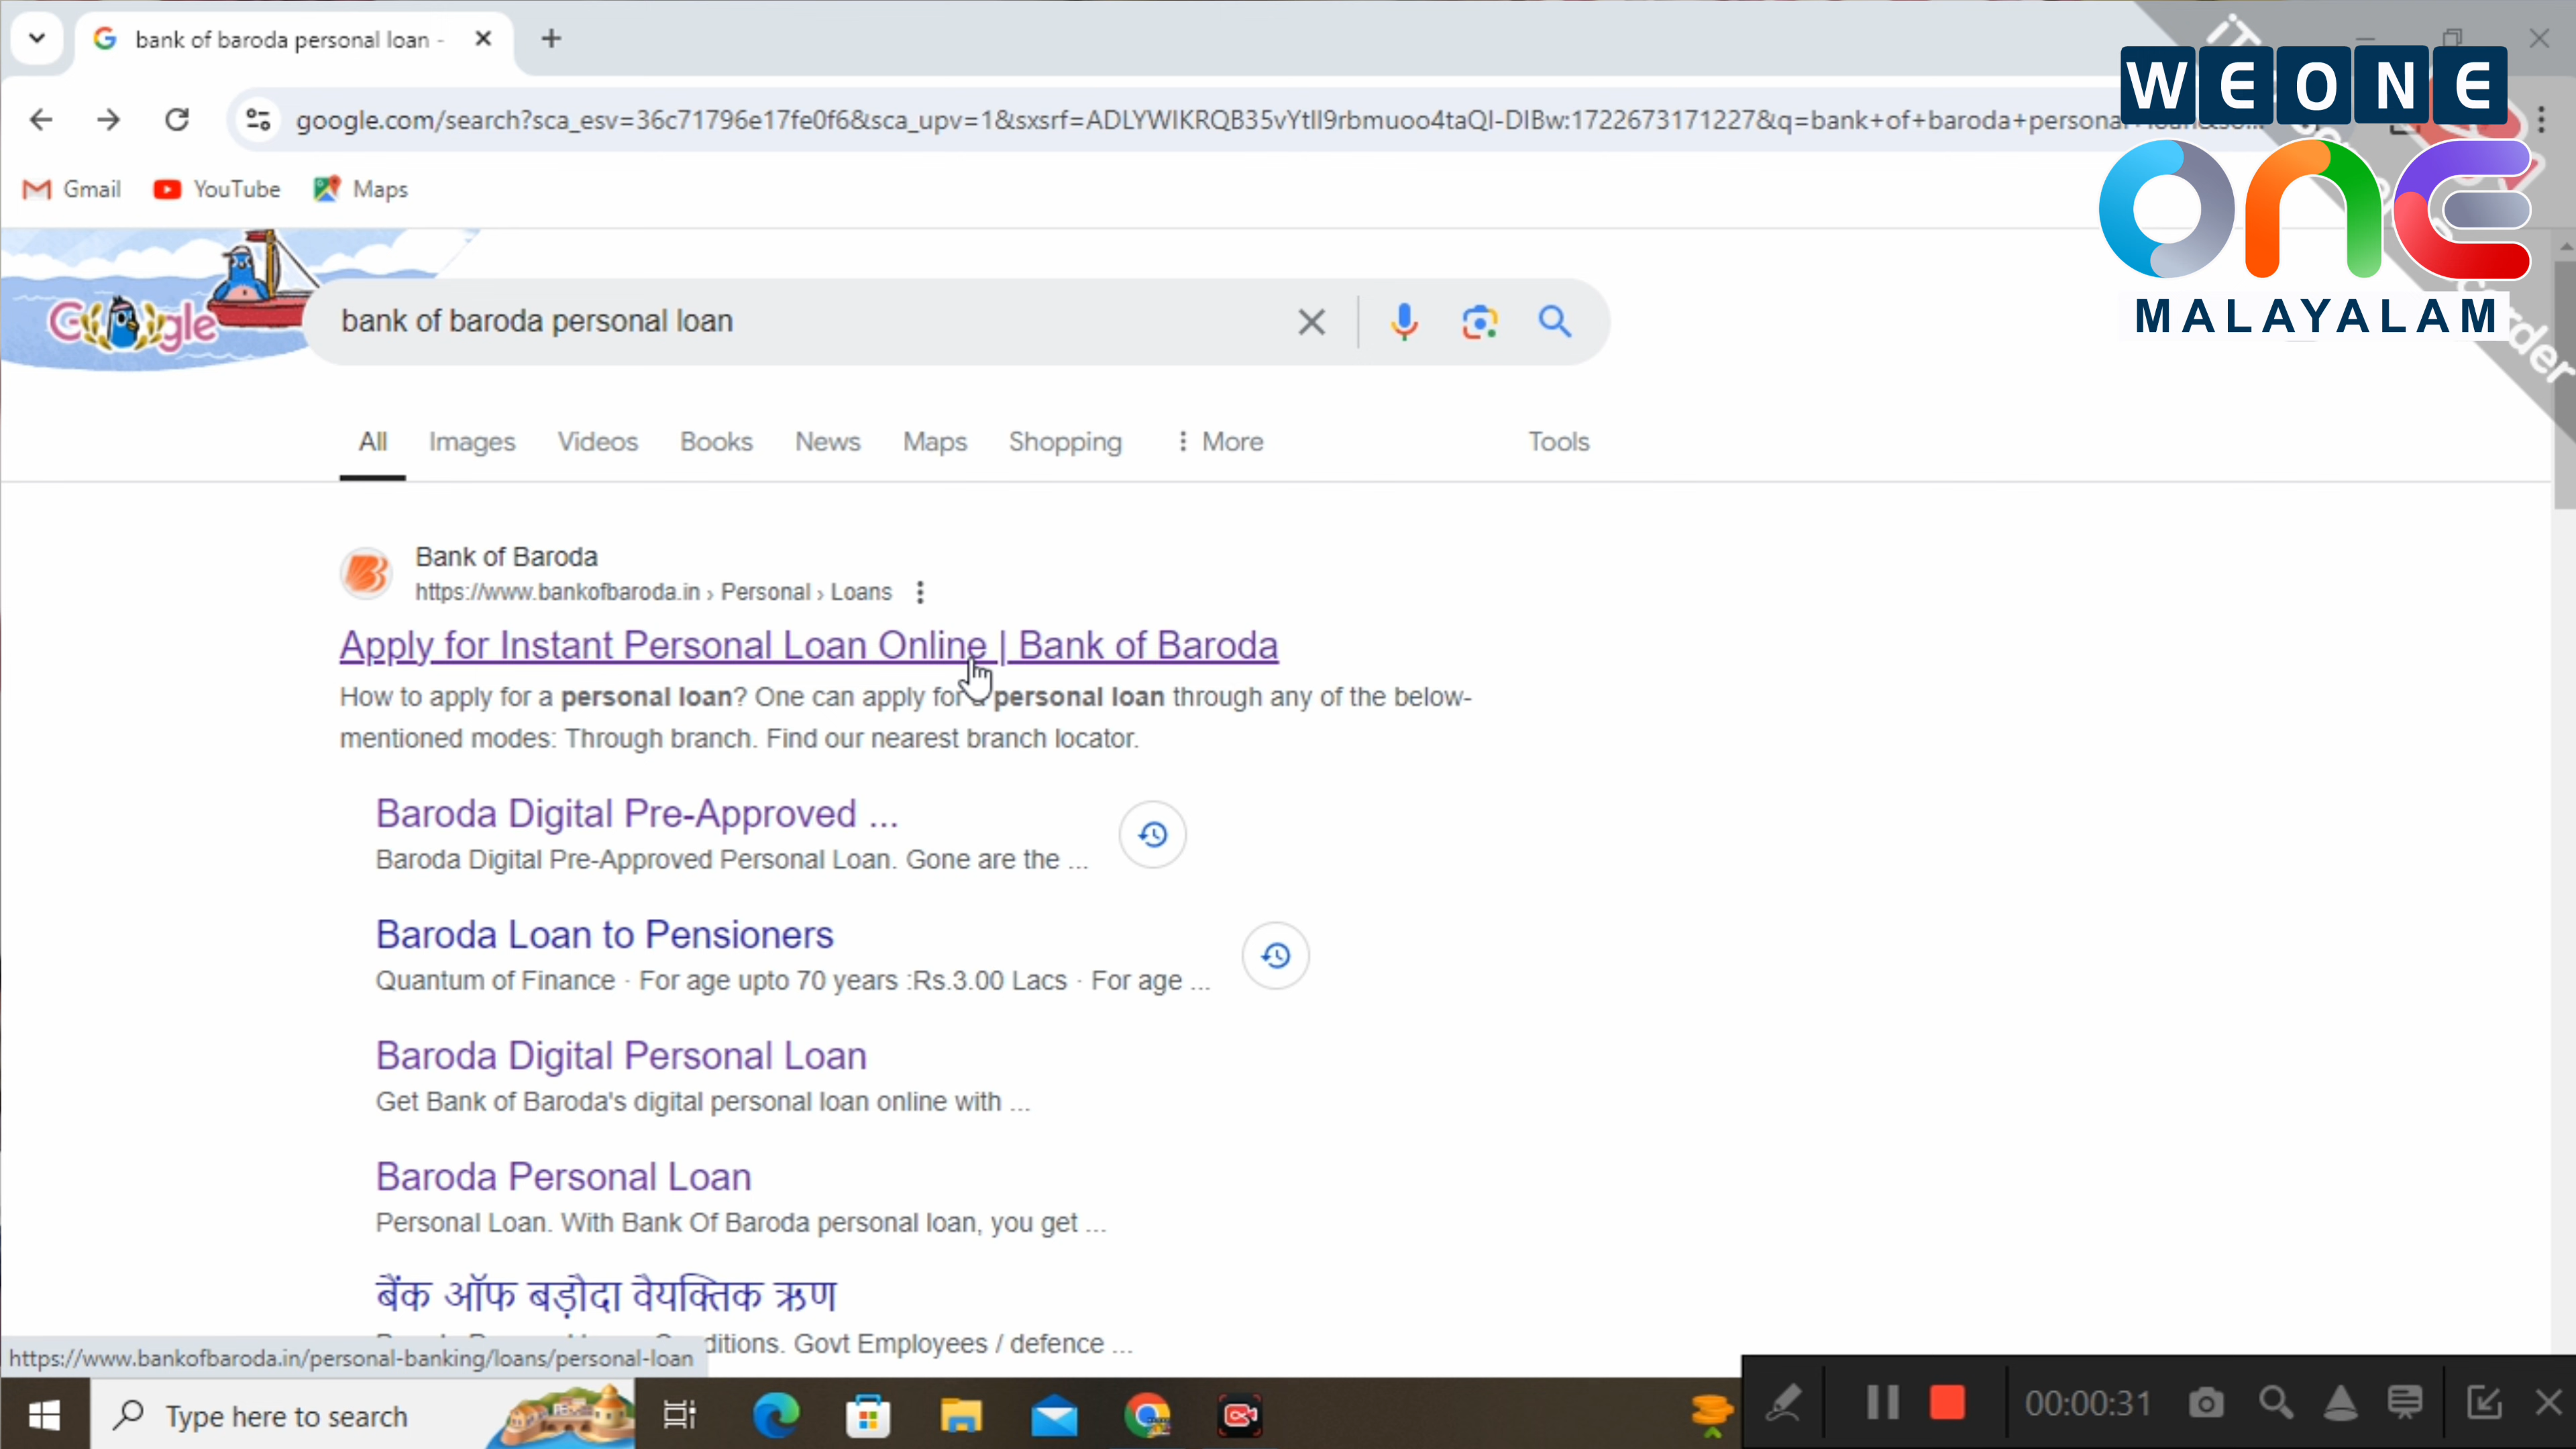 bank of baroda personal loan -
google.com/search?sca_esv=36c71796e17fe0f6&sca_upv=1&sxsrf=ADLYWIKRQB35vYtlI9rbmuoo4taQI-DIBw:1722673171227&q=bank+of+baroda+persona
WEONE
ONE
MALAYALAM
Gmail
YouTube
Maps
Google
bank of baroda personal loan
All Images Videos Books News Maps Shopping More Tools
Bank of Baroda
https://www.bankofbaroda.in › Personal › Loans
Apply for Instant Personal Loan Online | Bank of Baroda
How to apply for a personal loan? One can apply for a personal loan through any of the below-
mentioned modes: Through branch. Find our nearest branch locator.
Baroda Digital Pre-Approved ...
Baroda Digital Pre-Approved Personal Loan. Gone are the ...
Baroda Loan to Pensioners
Quantum of Finance · For age upto 70 years :Rs.3.00 Lacs · For age ...
Baroda Digital Personal Loan
Get Bank of Baroda's digital personal loan online with ...
Baroda Personal Loan
Personal Loan. With Bank Of Baroda personal loan, you get ...
बैंक ऑफ बड़ौदा वैयक्तिक ऋण
ditions. Govt Employees / defence ...
https://www.bankofbaroda.in/personal-banking/loans/personal-loan
Type here to search
00:00:31